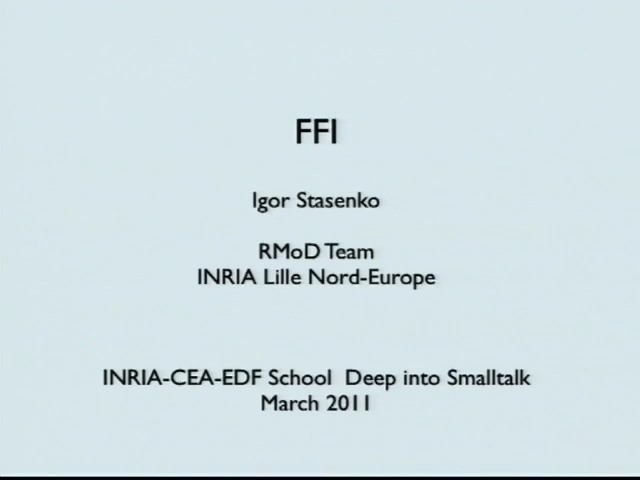 FFI
Igor Stasenko
RMoD Team
INRIA Lille Nord-Europe
INRIA-CEA-EDF School Deep into Smalltalk
March 2011